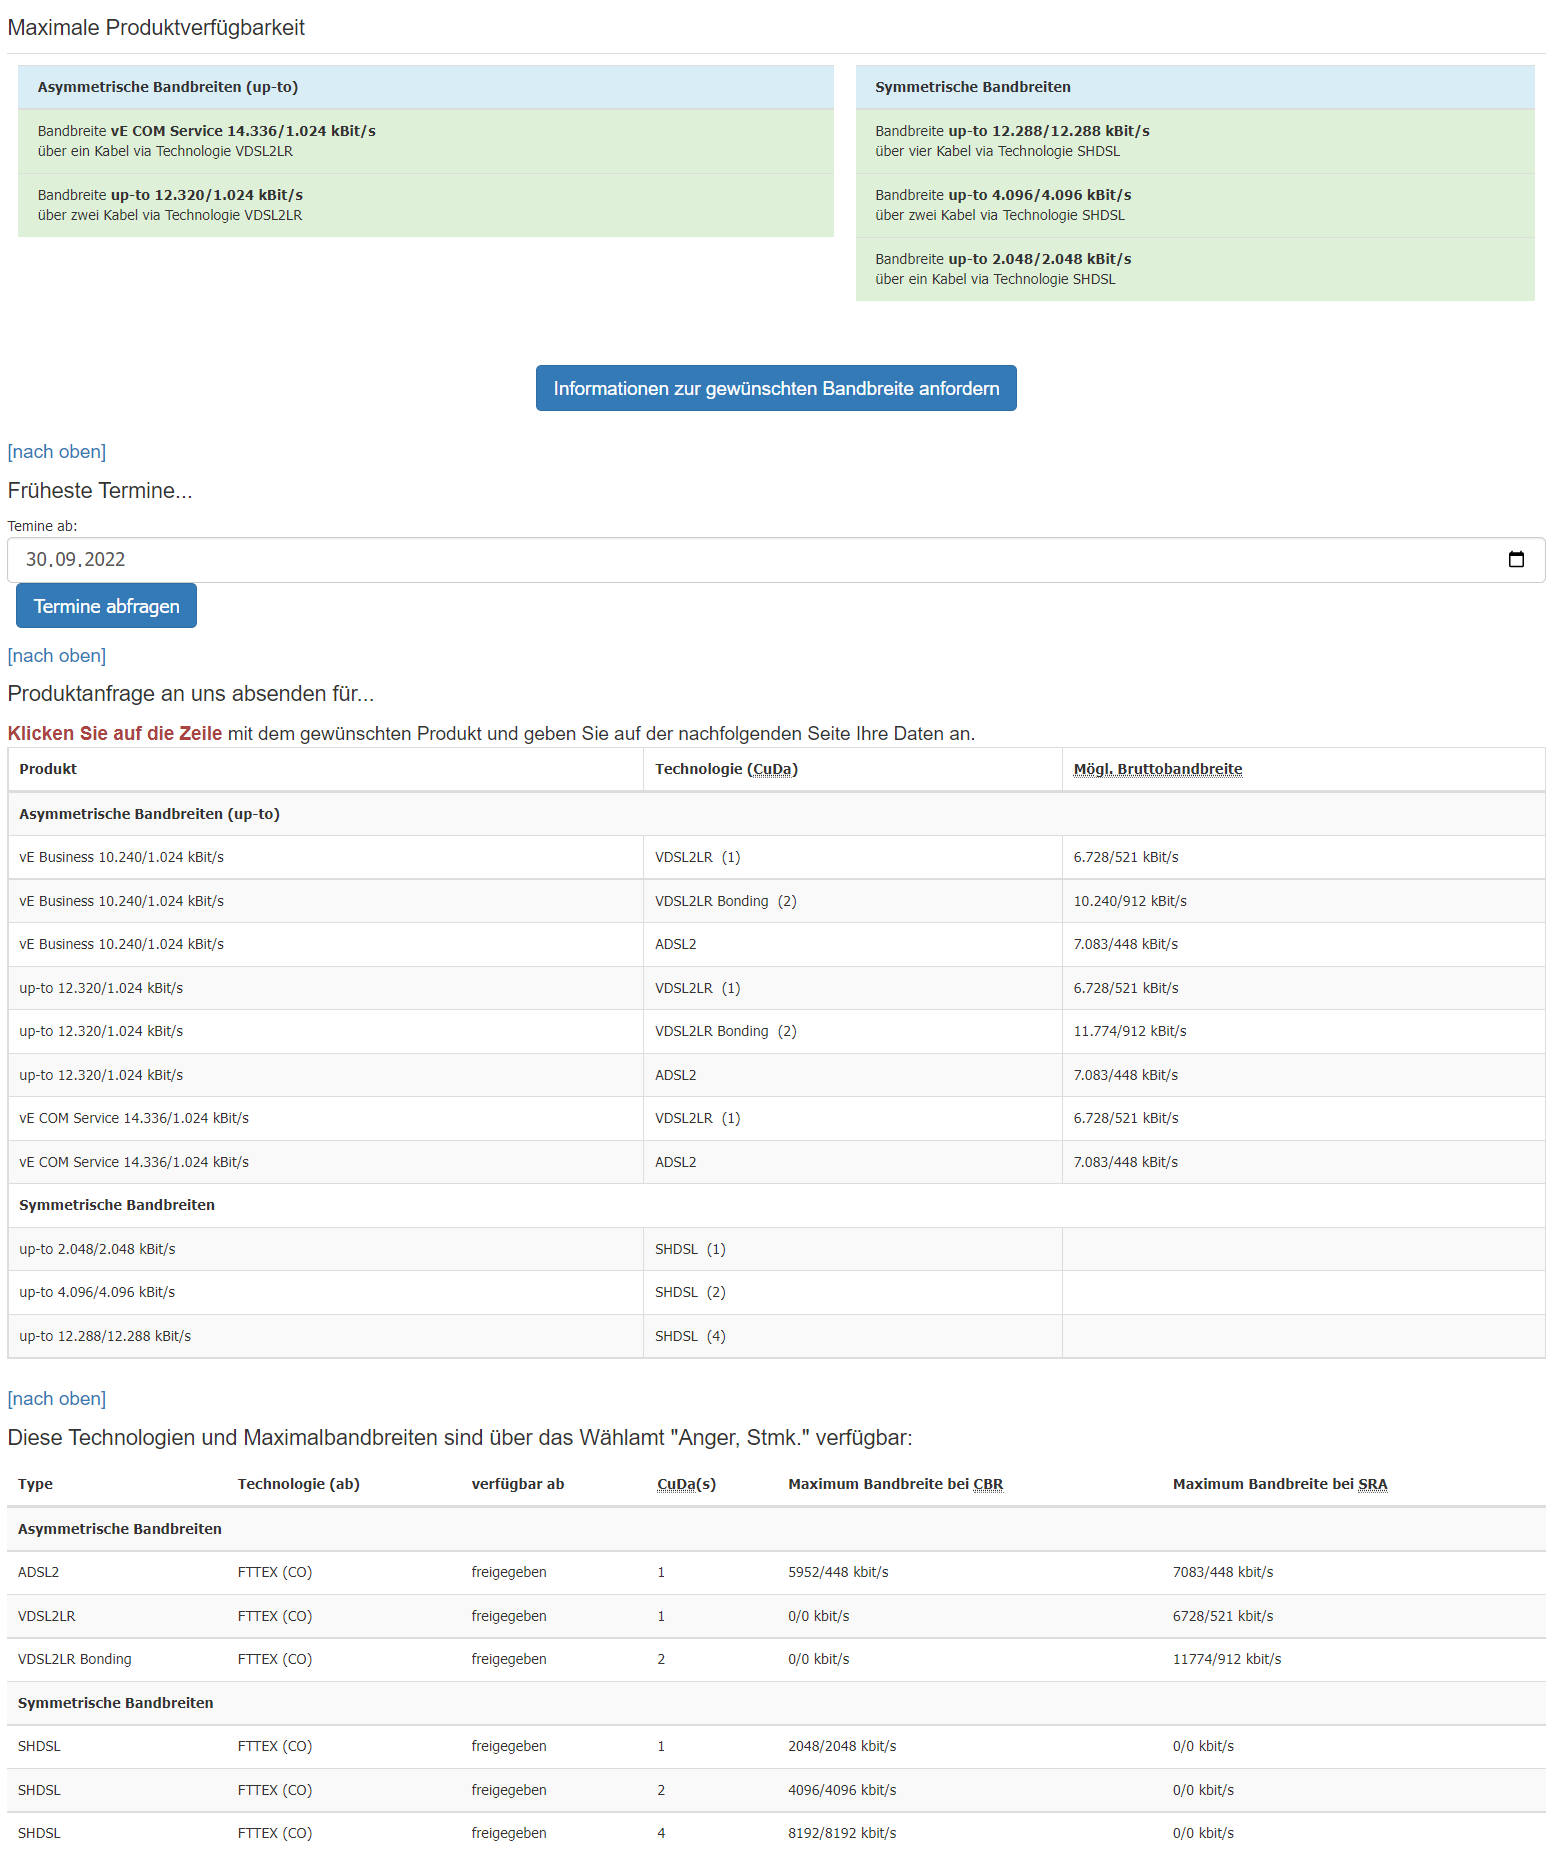 Maximale Produktverfügbarkeit
Asymmetrische Bandbreiten (up-to)
Bandbreite vE COM Service 14.336/1.024 kBit/s
über ein Kabel via Technologie VDSL2LR
Bandbreite up-to 12.320/1.024 kBit/s
über zwei Kabel via Technologie VDSL2LR
Symmetrische Bandbreiten
Bandbreite up-to 12.288/12.288 kBit/s
über vier Kabel via Technologie SHDSL
Bandbreite up-to 4.096/4.096 kBit/s
über zwei Kabel via Technologie SHDSL
Bandbreite up-to 2.048/2.048 kBit/s
über ein Kabel via Technologie SHDSL
Informationen zur gewünschten Bandbreite anfordern
[nach oben]
Früheste Termine...
Temine ab:
30.09.2022
Termine abfragen
[nach oben]
Produktanfrage an uns absenden für...
Klicken Sie auf die Zeile mit dem gewünschten Produkt und geben Sie auf der nachfolgenden Seite Ihre Daten an.
Produkt Technologie (CuDa) Mögl. Bruttobandbreite
Asymmetrische Bandbreiten (up-to)
vE Business 10.240/1.024 kBit/s VDSL2LR (1) 6.728/521 kBit/s
vE Business 10.240/1.024 kBit/s VDSL2LR Bonding (2) 10.240/912 kBit/s
vE Business 10.240/1.024 kBit/s ADSL2 7.083/448 kBit/s
up-to 12.320/1.024 kBit/s VDSL2LR (1) 6.728/521 kBit/s
up-to 12.320/1.024 kBit/s VDSL2LR Bonding (2) 11.774/912 kBit/s
up-to 12.320/1.024 kBit/s ADSL2 7.083/448 kBit/s
vE COM Service 14.336/1.024 kBit/s VDSL2LR (1) 6.728/521 kBit/s
vE COM Service 14.336/1.024 kBit/s ADSL2 7.083/448 kBit/s
Symmetrische Bandbreiten
up-to 2.048/2.048 kBit/s SHDSL (1)
up-to 4.096/4.096 kBit/s SHDSL (2)
up-to 12.288/12.288 kBit/s SHDSL (4)
[nach oben]
Diese Technologien und Maximalbandbreiten sind über das Wählamt "Anger, Stmk." verfügbar:
Type Technologie (ab) verfügbar ab CuDa(s) Maximum Bandbreite bei CBR Maximum Bandbreite bei SRA
Asymmetrische Bandbreiten
ADSL2 FTTEX (CO) freigegeben 1 5952/448 kbit/s 7083/448 kbit/s
VDSL2LR FTTEX (CO) freigegeben 1 0/0 kbit/s 6728/521 kbit/s
VDSL2LR Bonding FTTEX (CO) freigegeben 2 0/0 kbit/s 11774/912 kbit/s
Symmetrische Bandbreiten
SHDSL FTTEX (CO) freigegeben 1 2048/2048 kbit/s 0/0 kbit/s
SHDSL FTTEX (CO) freigegeben 2 4096/4096 kbit/s 0/0 kbit/s
SHDSL FTTEX (CO) freigegeben 4 8192/8192 kbit/s 0/0 kbit/s